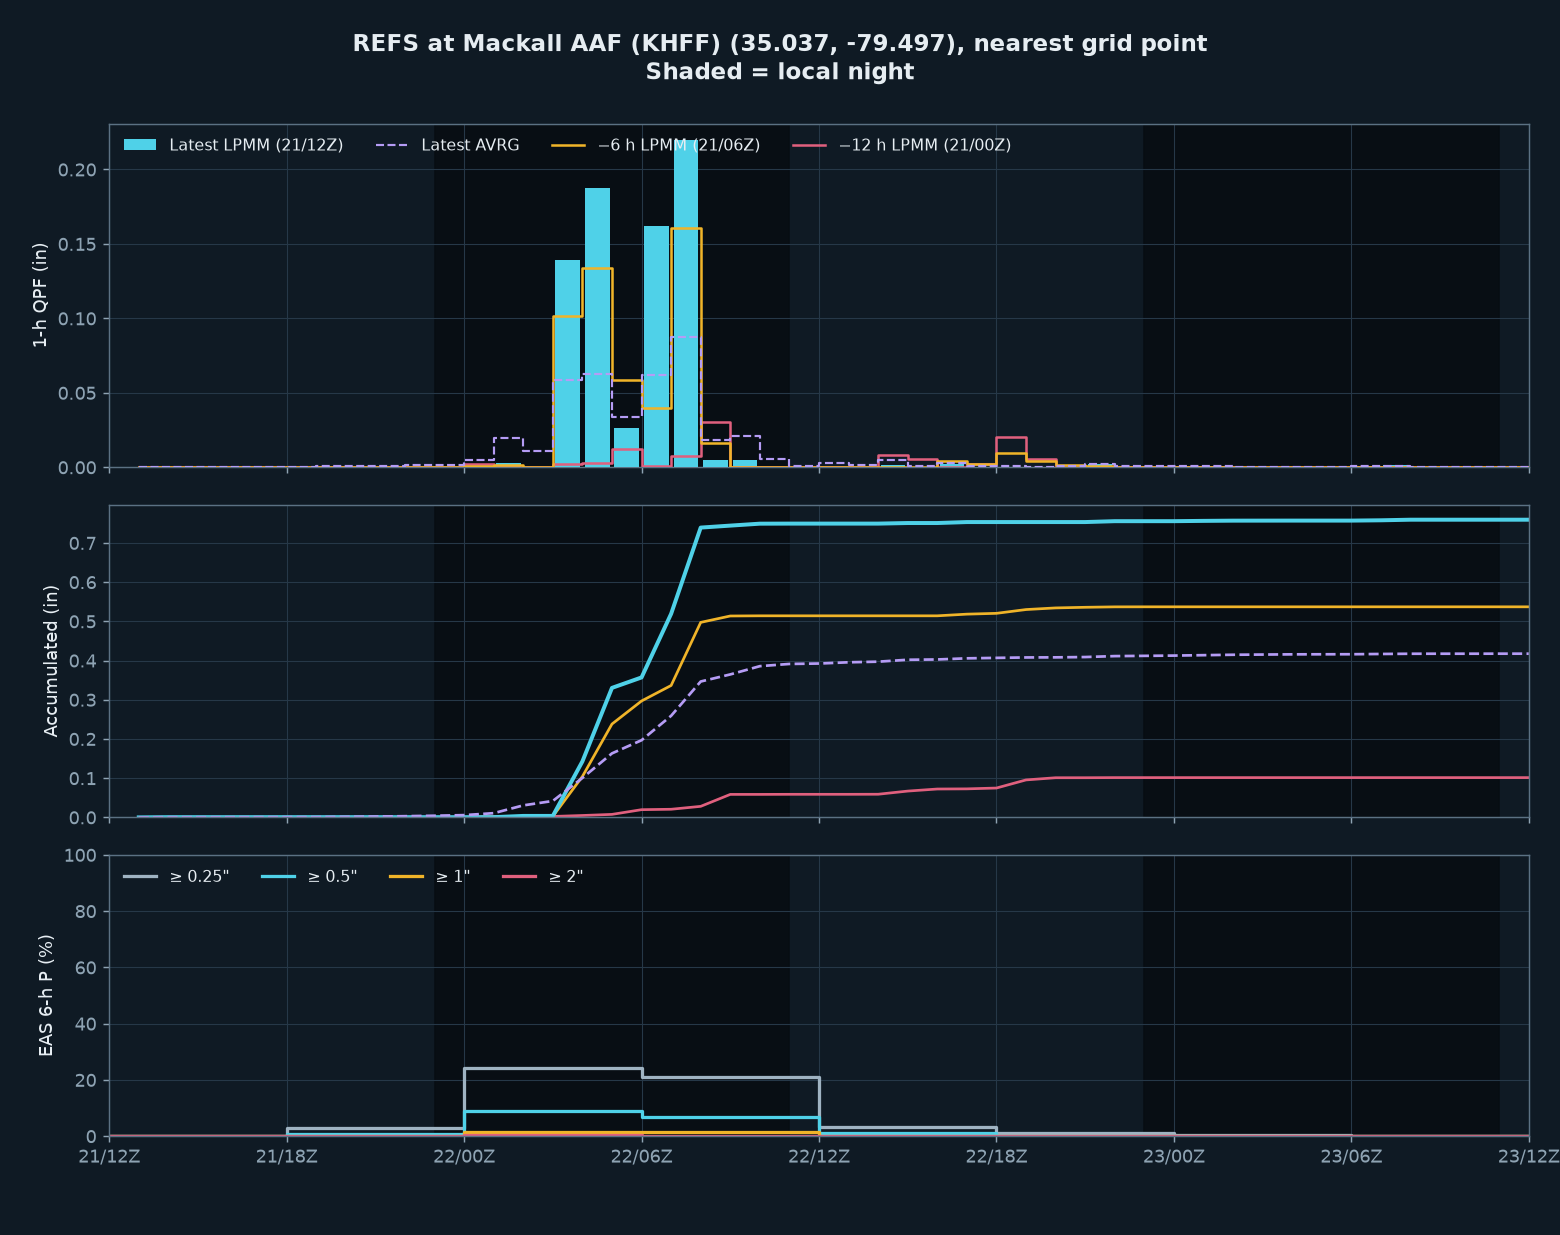 REFS at Mackall AAF (KHFF) (35.037, -79.497), nearest grid point
Shaded = local night
Latest LPMM (21/12Z) Latest AVRG −6 h LPMM (21/06Z) −12 h LPMM (21/00Z)
1-h QPF (in)
0.20
0.15
0.10
0.05
0.00
Accumulated (in)
0.7
0.6
0.5
0.4
0.3
0.2
0.1
0.0
≥ 0.25" ≥ 0.5" ≥ 1" ≥ 2"
EAS 6-h P (%)
100
80
60
40
20
0
21/12Z 21/18Z 22/00Z 22/06Z 22/12Z 22/18Z 23/00Z 23/06Z 23/12Z